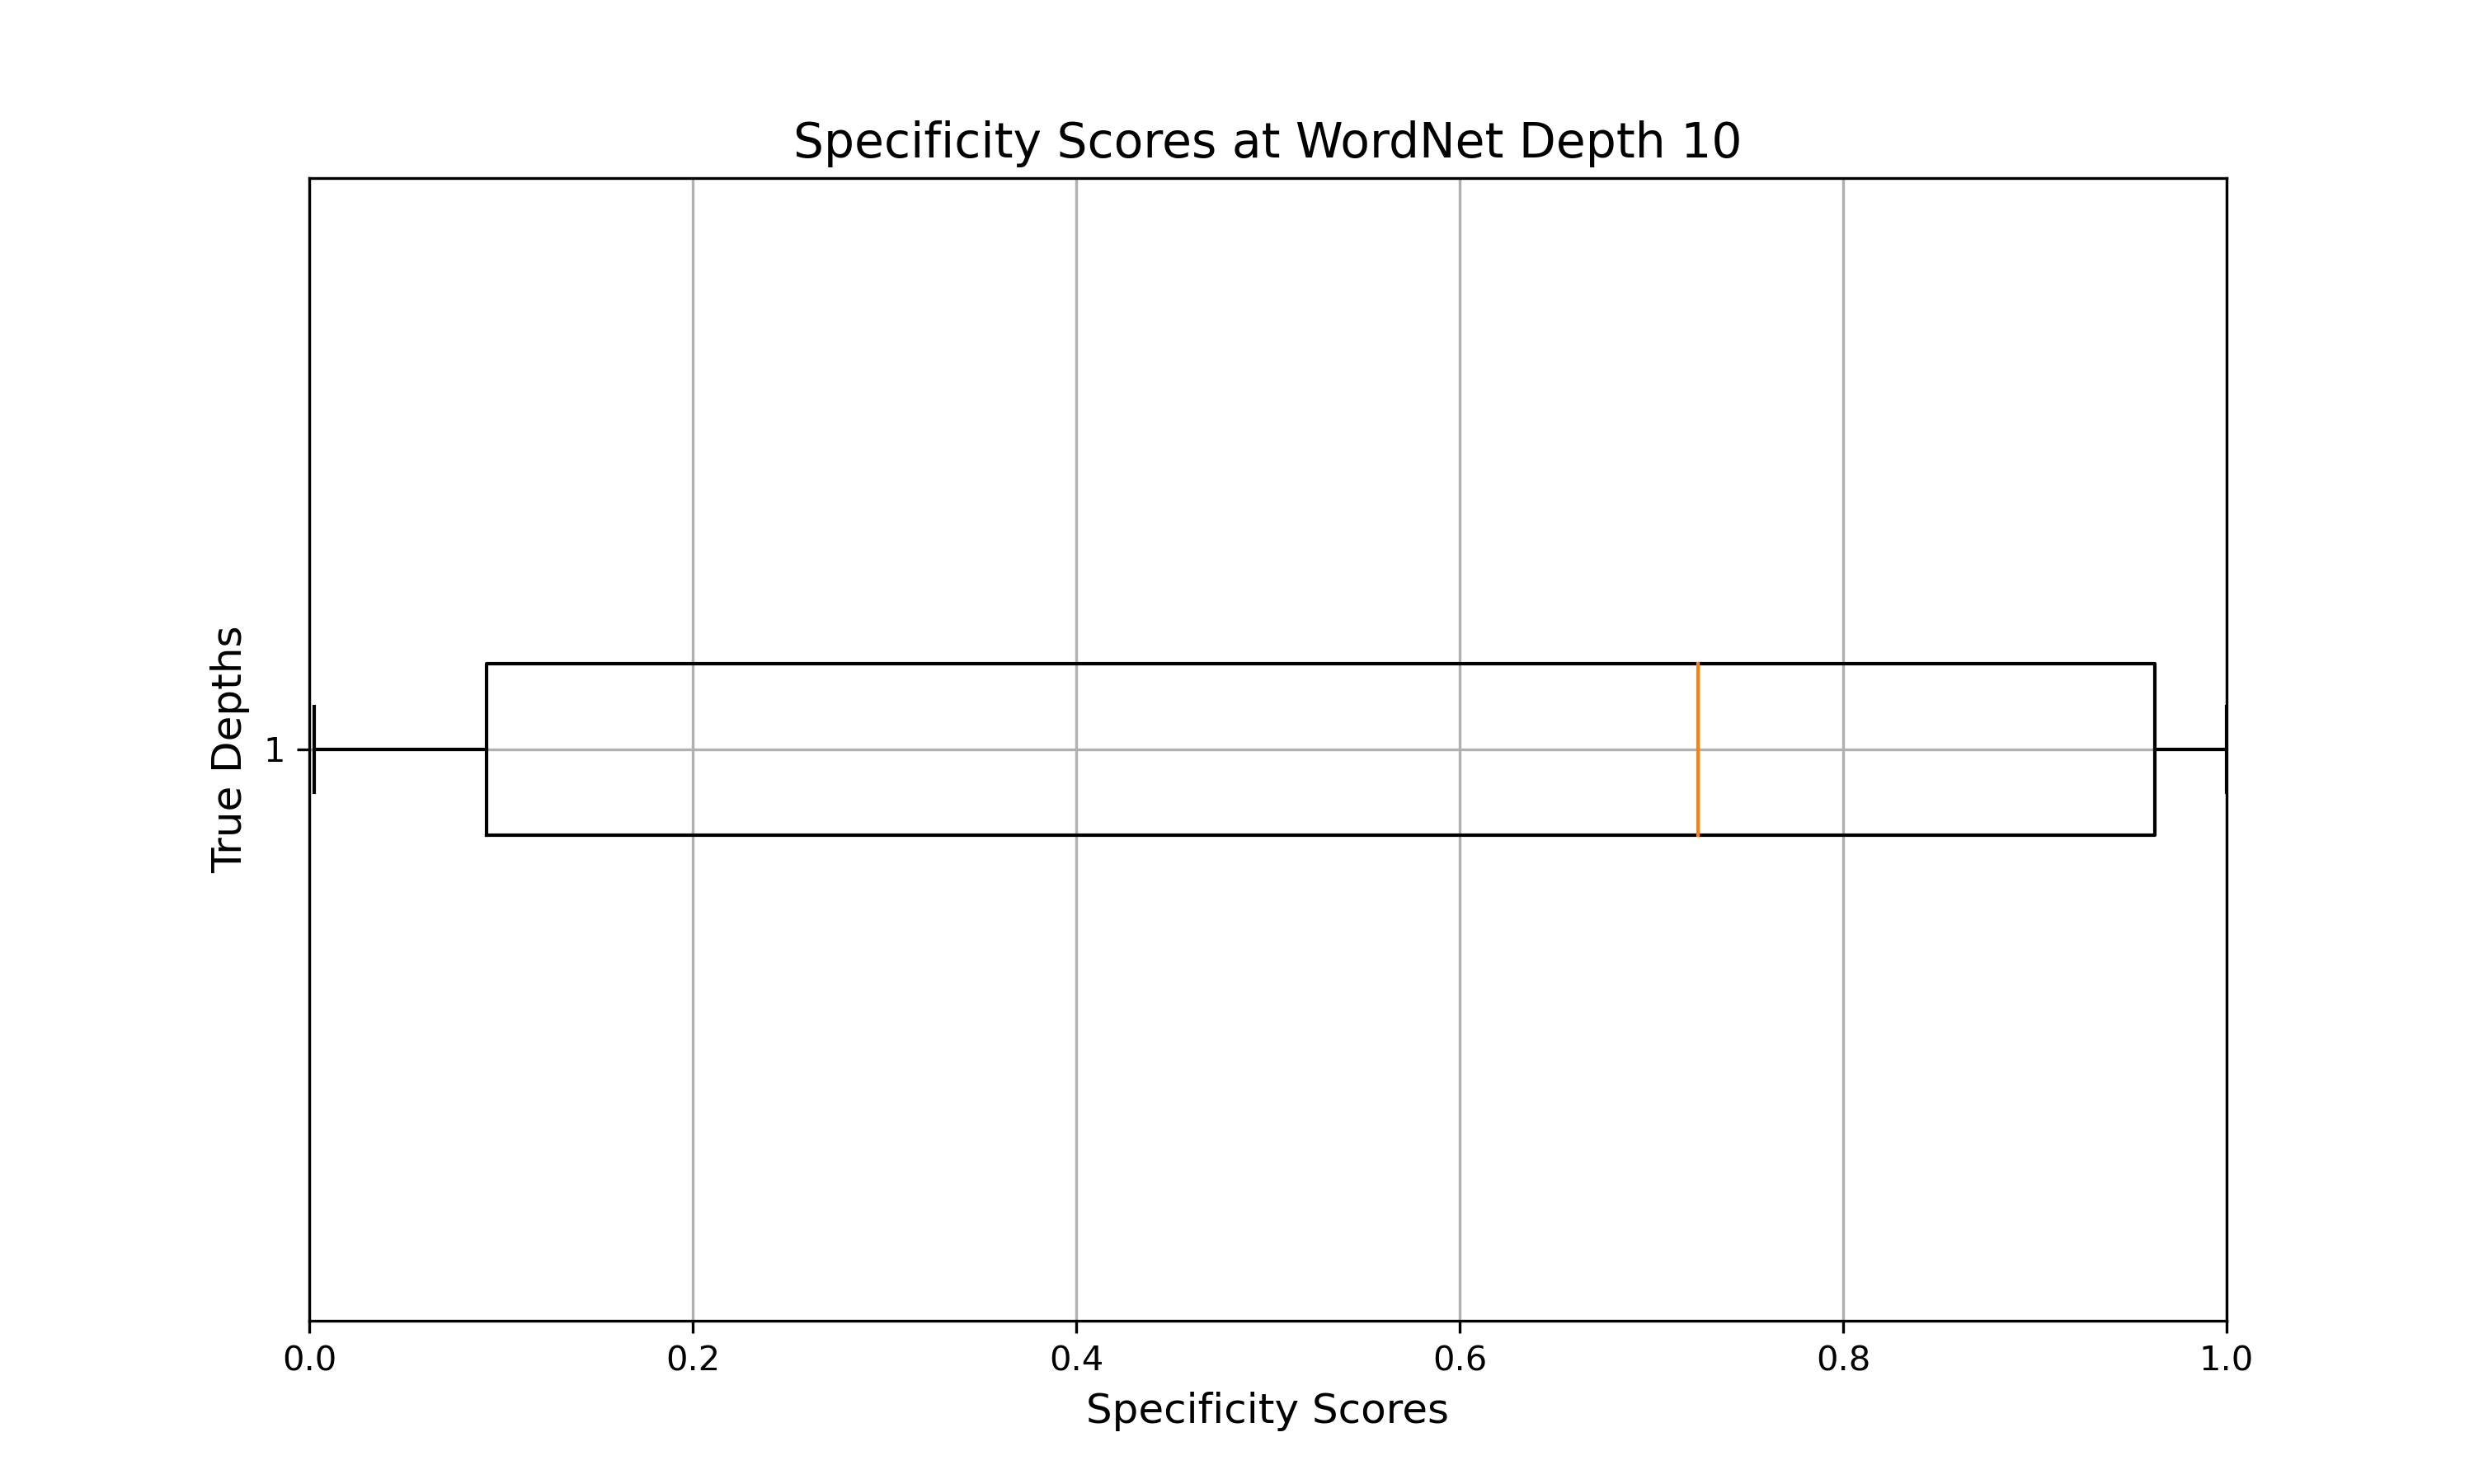 Specificity Scores at WordNet Depth 10
True Depths
1
0.0 0.2 0.4 0.6 0.8 1.0
Specificity Scores